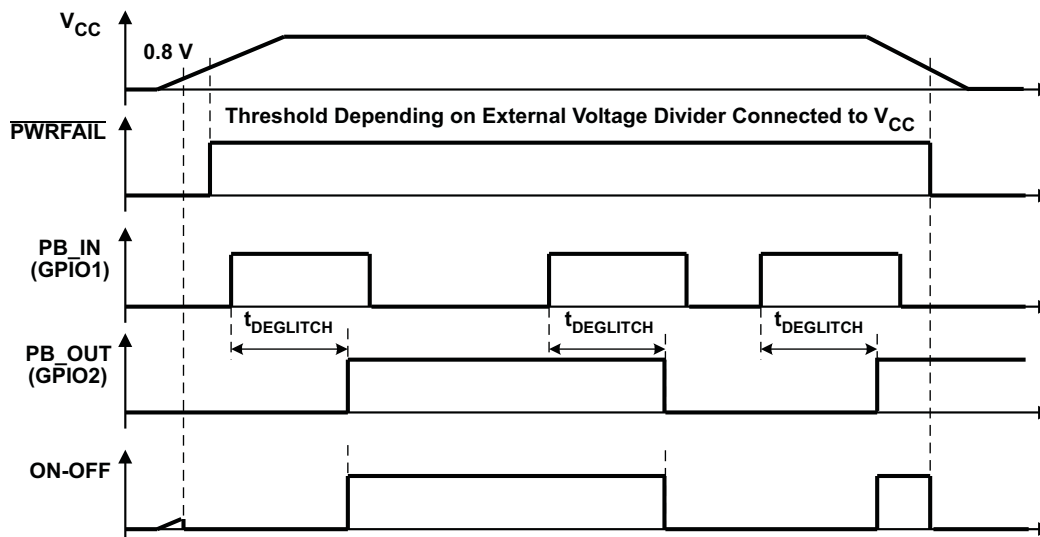 VCC
0.8 V
Threshold Depending on External Voltage Divider Connected to VCC
PWRFAIL
PB_IN
(GPIO1)
tDEGLITCH tDEGLITCH tDEGLITCH
PB_OUT
(GPIO2)
ON-OFF